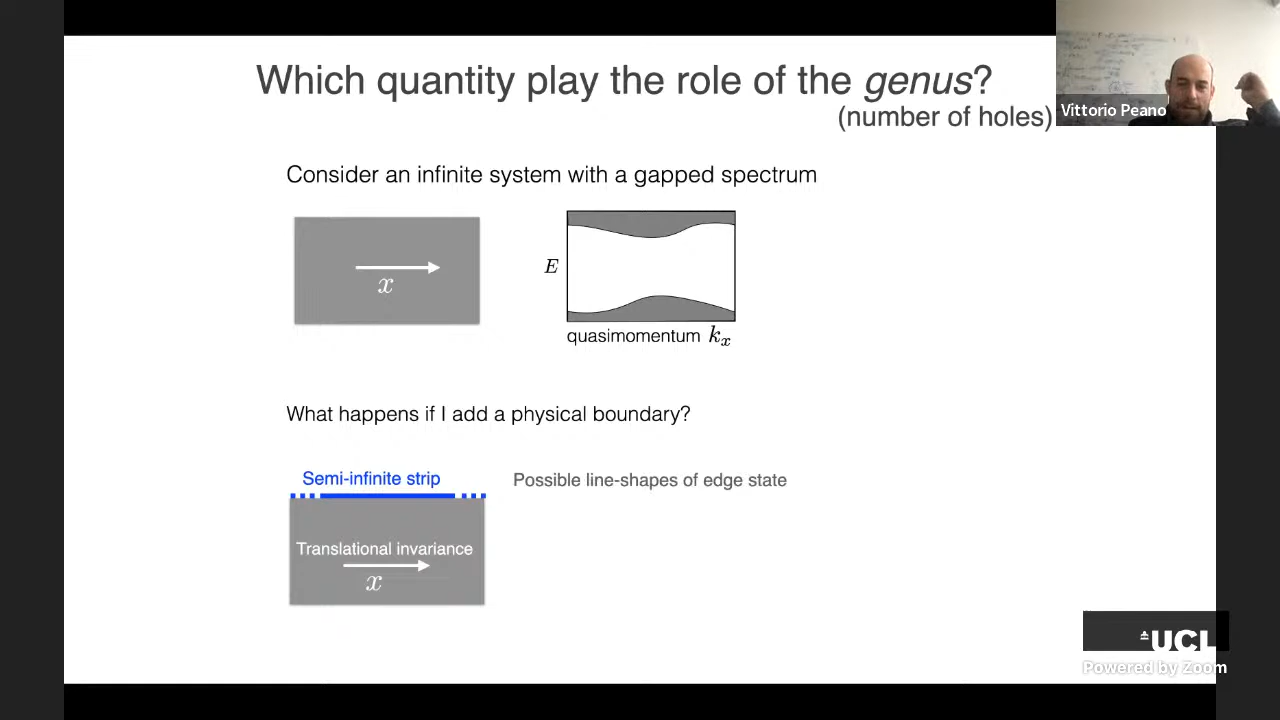 Which quantity play the role of the genus?
(number of holes)
Vittorio Peano
Consider an infinite system with a gapped spectrum
x
E
quasimomentum kₓ
What happens if I add a physical boundary?
Semi-infinite strip
Possible line-shapes of edge state
Translational invariance
x
UCL
Powered by Zoom